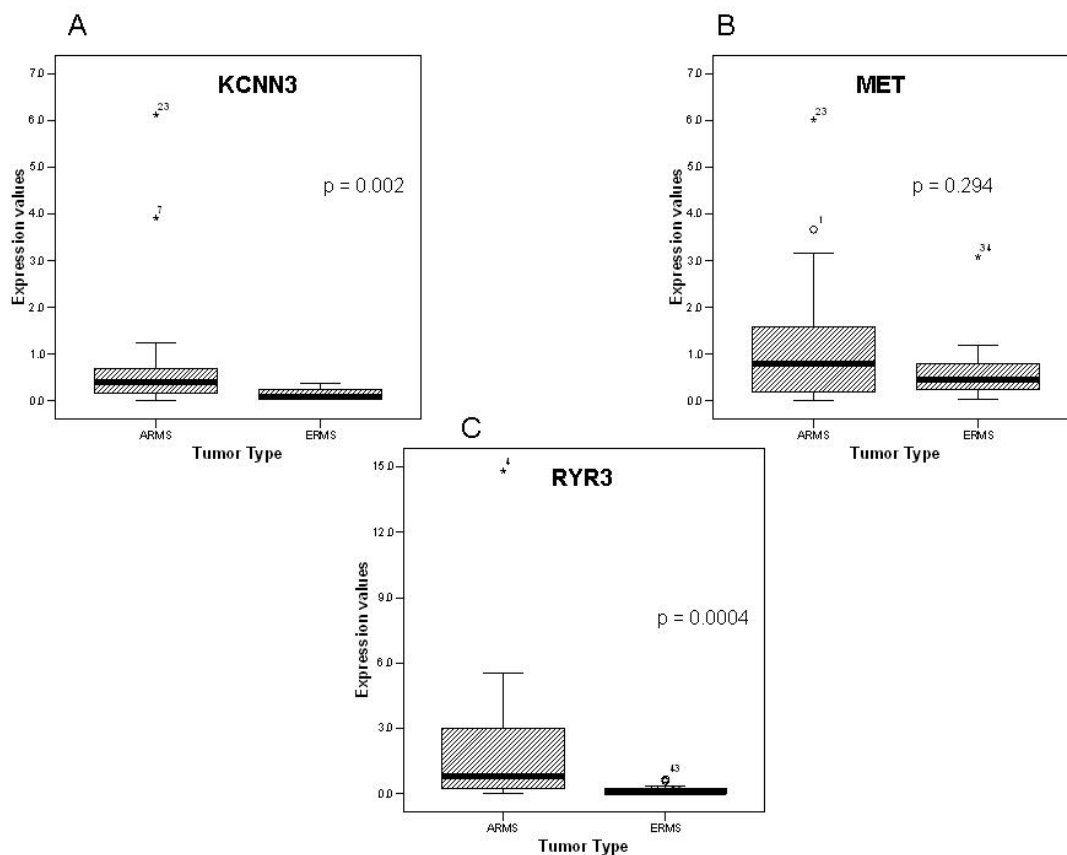 A
KCNN3
7.0
6.0
5.0
4.0
3.0
2.0
1.0
0.0
Expression values
23
7
p = 0.002
ARMS
ERMS
Tumor Type
B
MET
7.0
6.0
5.0
4.0
3.0
2.0
1.0
0.0
Expression values
23
1
34
p = 0.294
ARMS
ERMS
Tumor Type
C
RYR3
15.0
12.0
9.0
6.0
3.0
0.0
Expression values
4
43
p = 0.0004
ARMS
ERMS
Tumor Type